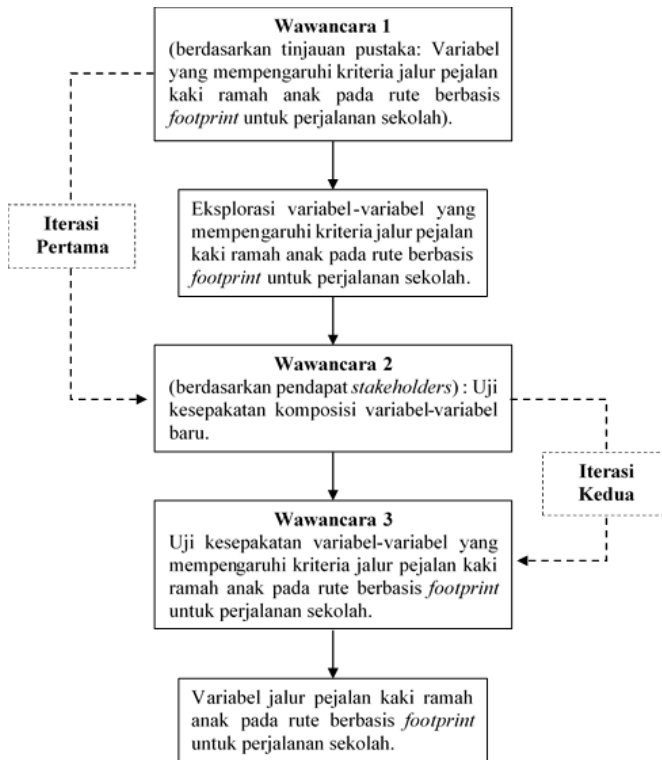 Wawancara 1
(berdasarkan tinjauan pustaka: Variabel
yang mempengaruhi kriteria jalur pejalan
kaki ramah anak pada rute berbasis
footprint untuk perjalanan sekolah).
Eksplorasi variabel-variabel yang
mempengaruhi kriteria jalur pejalan
kaki ramah anak pada rute berbasis
footprint untuk perjalanan sekolah.
Iterasi
Pertama
Wawancara 2
(berdasarkan pendapat stakeholders) : Uji
kesepakatan komposisi variabel-variabel
baru.
Iterasi
Kedua
Wawancara 3
Uji kesepakatan variabel-variabel yang
mempengaruhi kriteria jalur pejalan kaki
ramah anak pada rute berbasis footprint
untuk perjalanan sekolah.
Variabel jalur pejalan kaki ramah
anak pada rute berbasis footprint
untuk perjalanan sekolah.